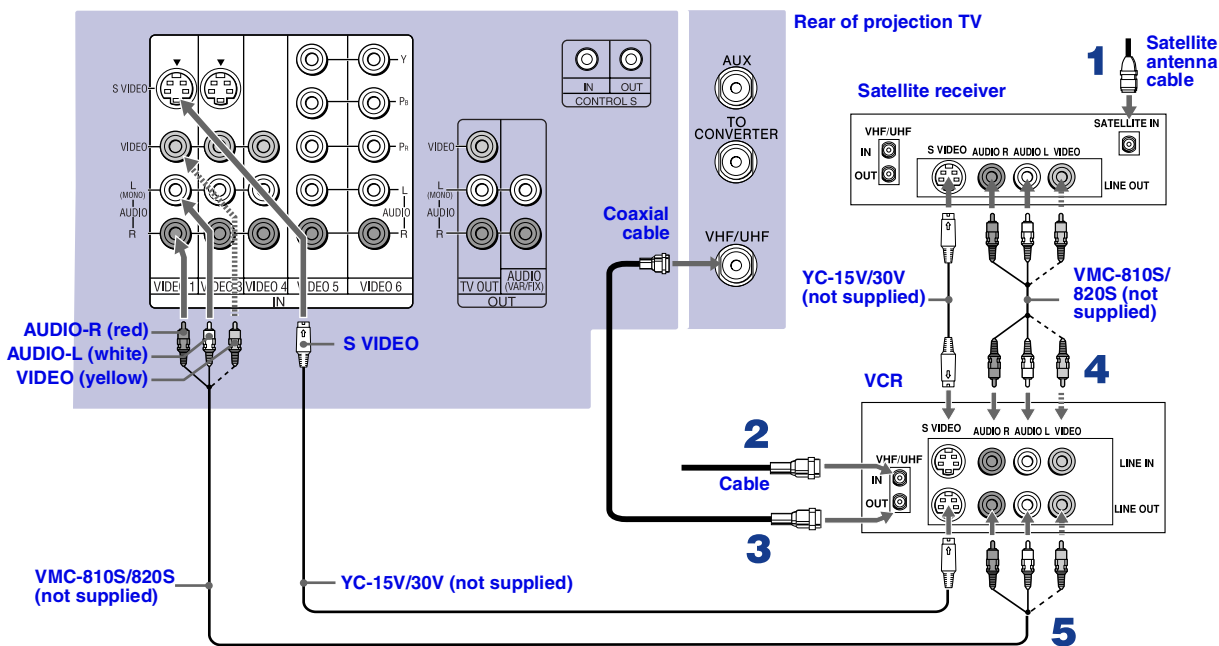 Rear of projection TV
S VIDEO
VIDEO
L
(MONO)
AUDIO
R
Y
PB
PR
L
AUDIO
R
VIDEO 1
VIDEO 3
VIDEO 4
VIDEO 5
VIDEO 6
IN
IN
OUT
CONTROL S
VIDEO
L
(MONO)
AUDIO
R
TV OUT
AUDIO
(VAR/FIX)
OUT
AUX
TO
CONVERTER
VHF/UHF
Coaxial
cable
1
Satellite
antenna
cable
Satellite receiver
VHF/UHF
IN
OUT
S VIDEO
AUDIO R
AUDIO L
VIDEO
SATELLITE IN
LINE OUT
YC-15V/30V
(not supplied)
VMC-810S/
820S (not
supplied)
4
AUDIO-R (red)
AUDIO-L (white)
VIDEO (yellow)
S VIDEO
VCR
S VIDEO
AUDIO R
AUDIO L
VIDEO
VHF/UHF
IN
OUT
LINE IN
LINE OUT
2
Cable
3
VMC-810S/820S
(not supplied)
YC-15V/30V (not supplied)
5